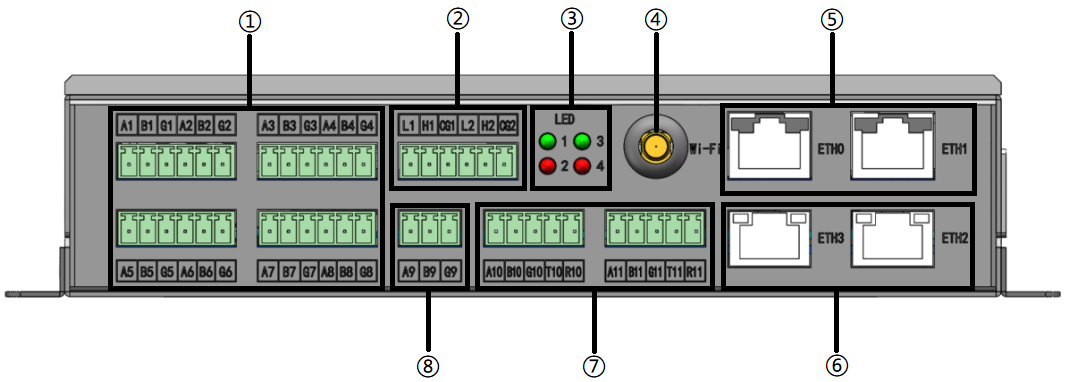 ① ② ③ ④ ⑤
A1 B1 G1 A2 B2 G2 A3 B3 G3 A4 B4 G4 L1 H1 CG1 L2 H2 CG2 LED
1 3 Wi-Fi ETH0 ETH1
2 4
ETH3 ETH2
A5 B5 G5 A6 B6 G6 A7 B7 G7 A8 B8 G8 A9 B9 G9 A10 B10 G10 T10 R10 A11 B11 G11 T11 R11
⑧ ⑦ ⑥